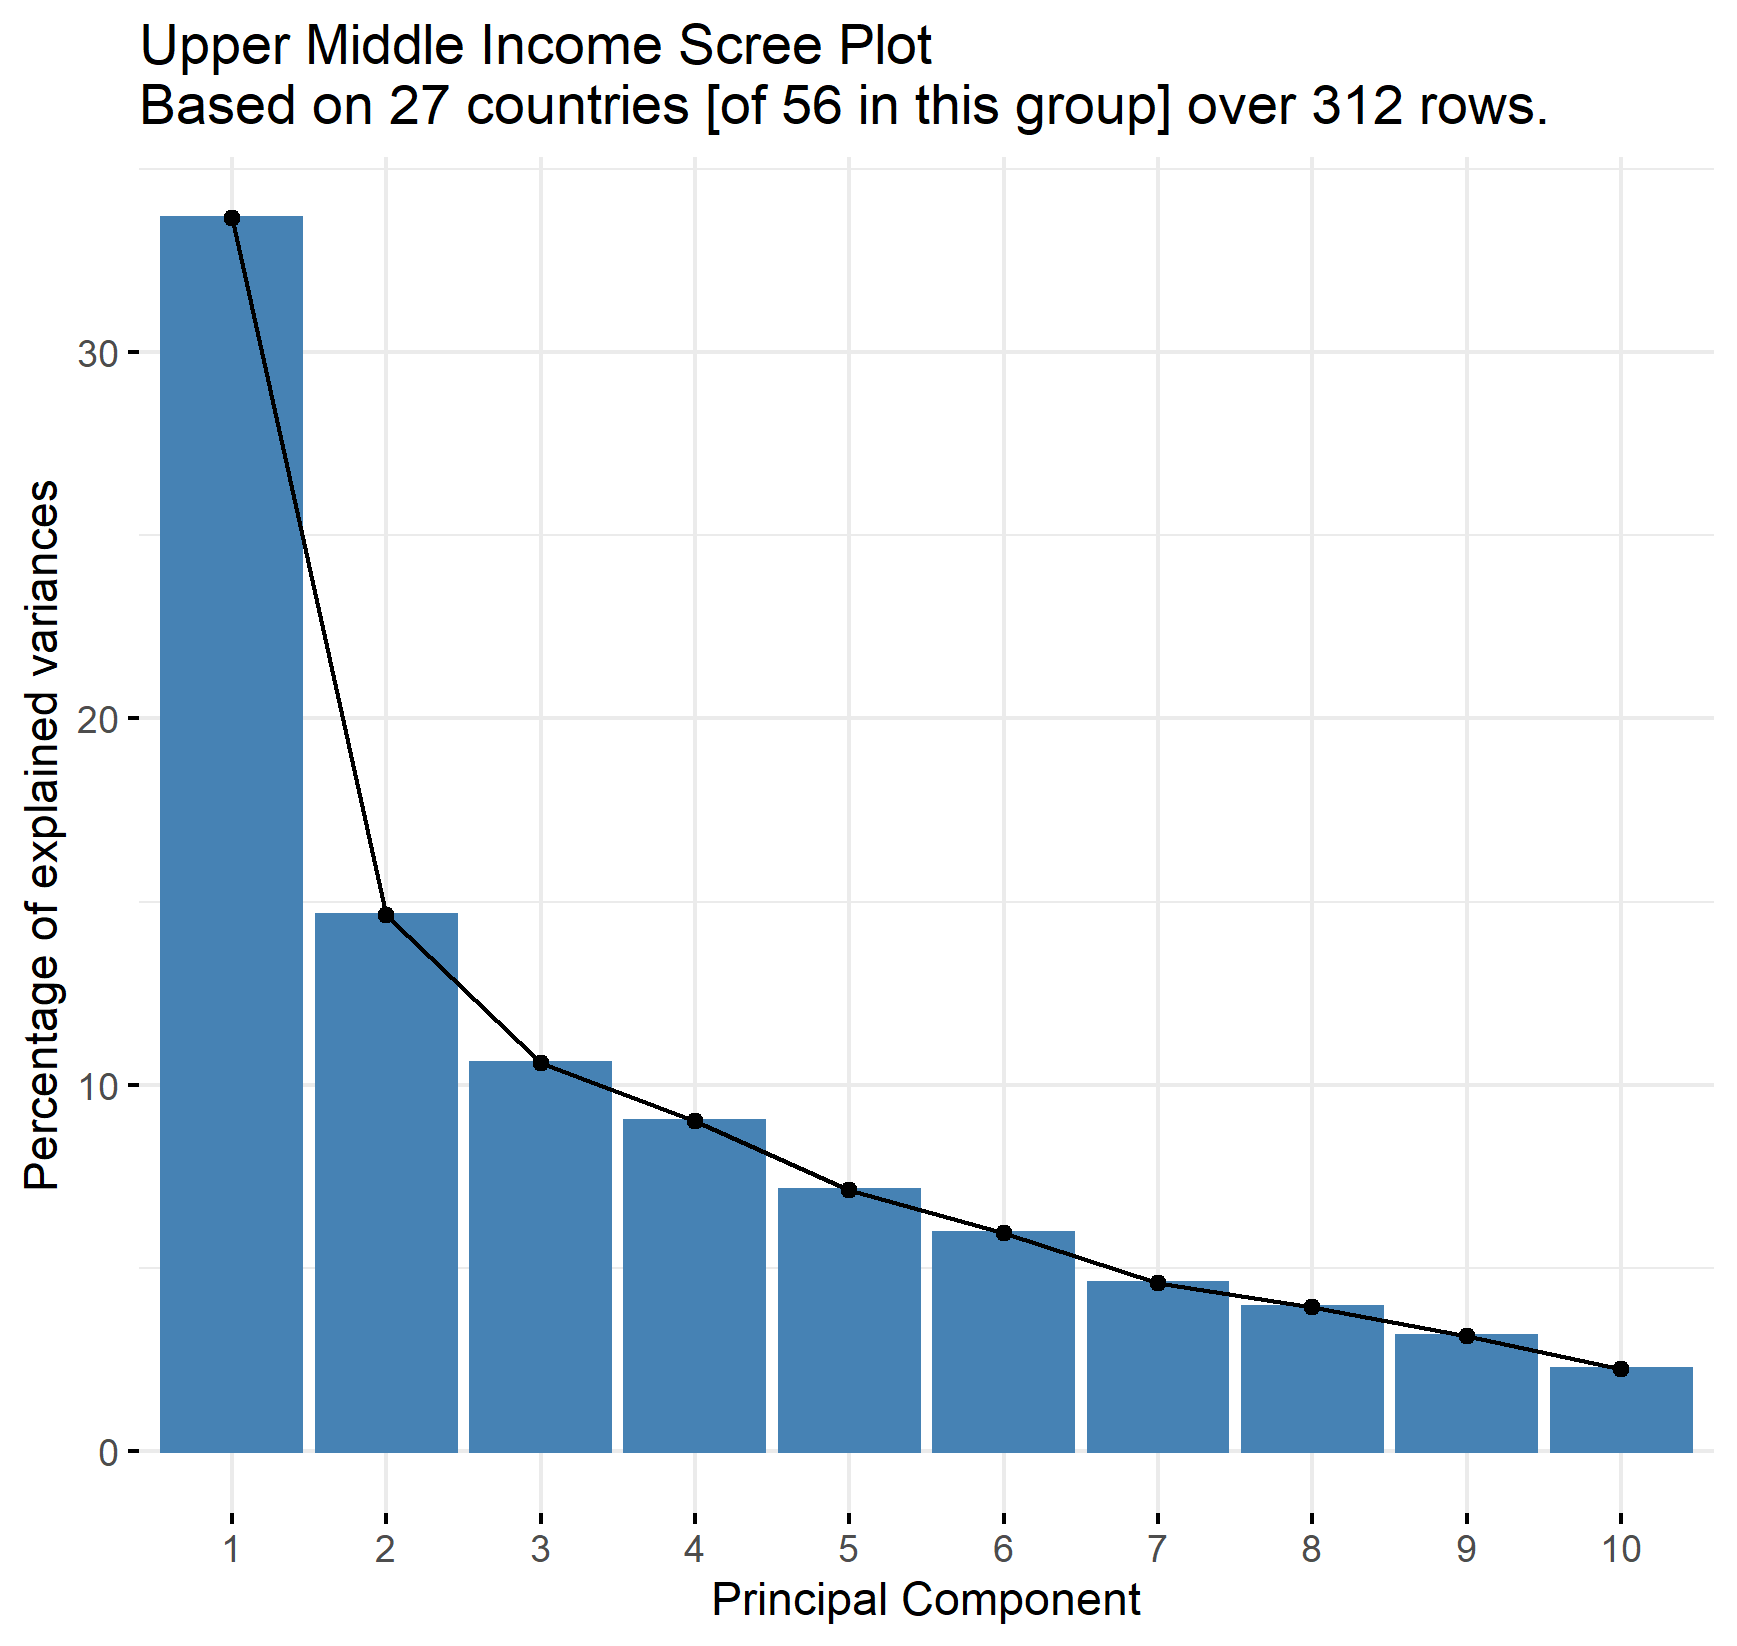 Upper Middle Income Scree Plot
Based on 27 countries [of 56 in this group] over 312 rows.
Percentage of explained variances
30
20
10
0
1 2 3 4 5 6 7 8 9 10
Principal Component